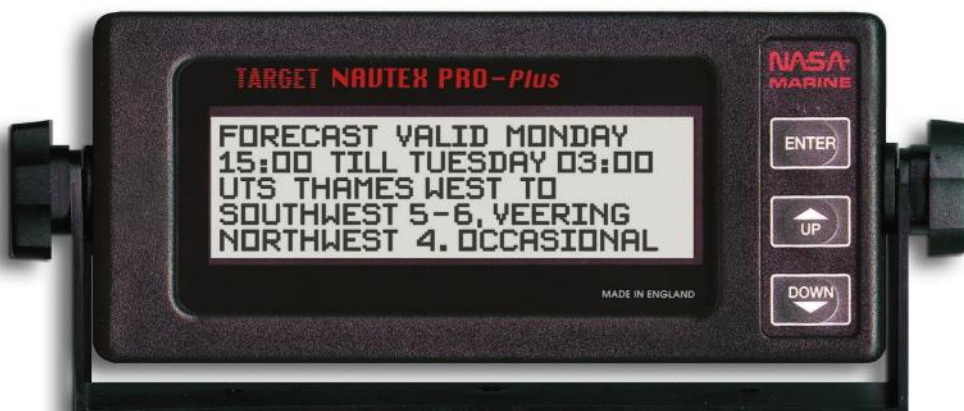 TARGET NAVTEX PRO-Plus
FORECAST VALID MONDAY
15:00 TILL TUESDAY 03:00
UTS THAMES WEST TO
SOUTHWEST 5-6, VEERING
NORTHWEST 4. OCCASIONAL
MADE IN ENGLAND
NASA
MARINE
ENTER
UP
DOWN